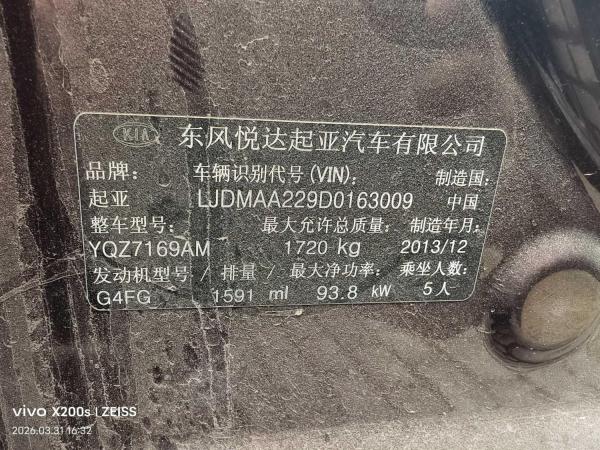 KIA 东风悦达起亚汽车有限公司
品牌: 车辆识别代号(VIN): 制造国:
起亚 LJDMAA229D0163009 中国
整车型号: 最大允许总质量: 制造年月:
YQZ7169AM 1720 kg 2013/12
发动机型号/排量/最大净功率: 乘坐人数:
G4FG 1591 ml 93.8 kW 5人
vivo X200s | ZEISS
2026.03.31 16:32